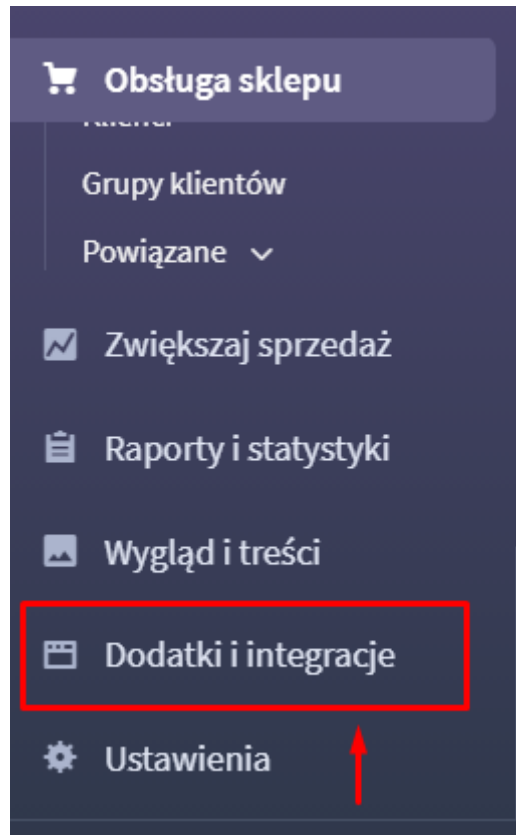 Obsługa sklepu
Grupy klientów
Powiązane
Zwiększaj sprzedaż
Raporty i statystyki
Wygląd i treści
Dodatki i integracje
Ustawienia